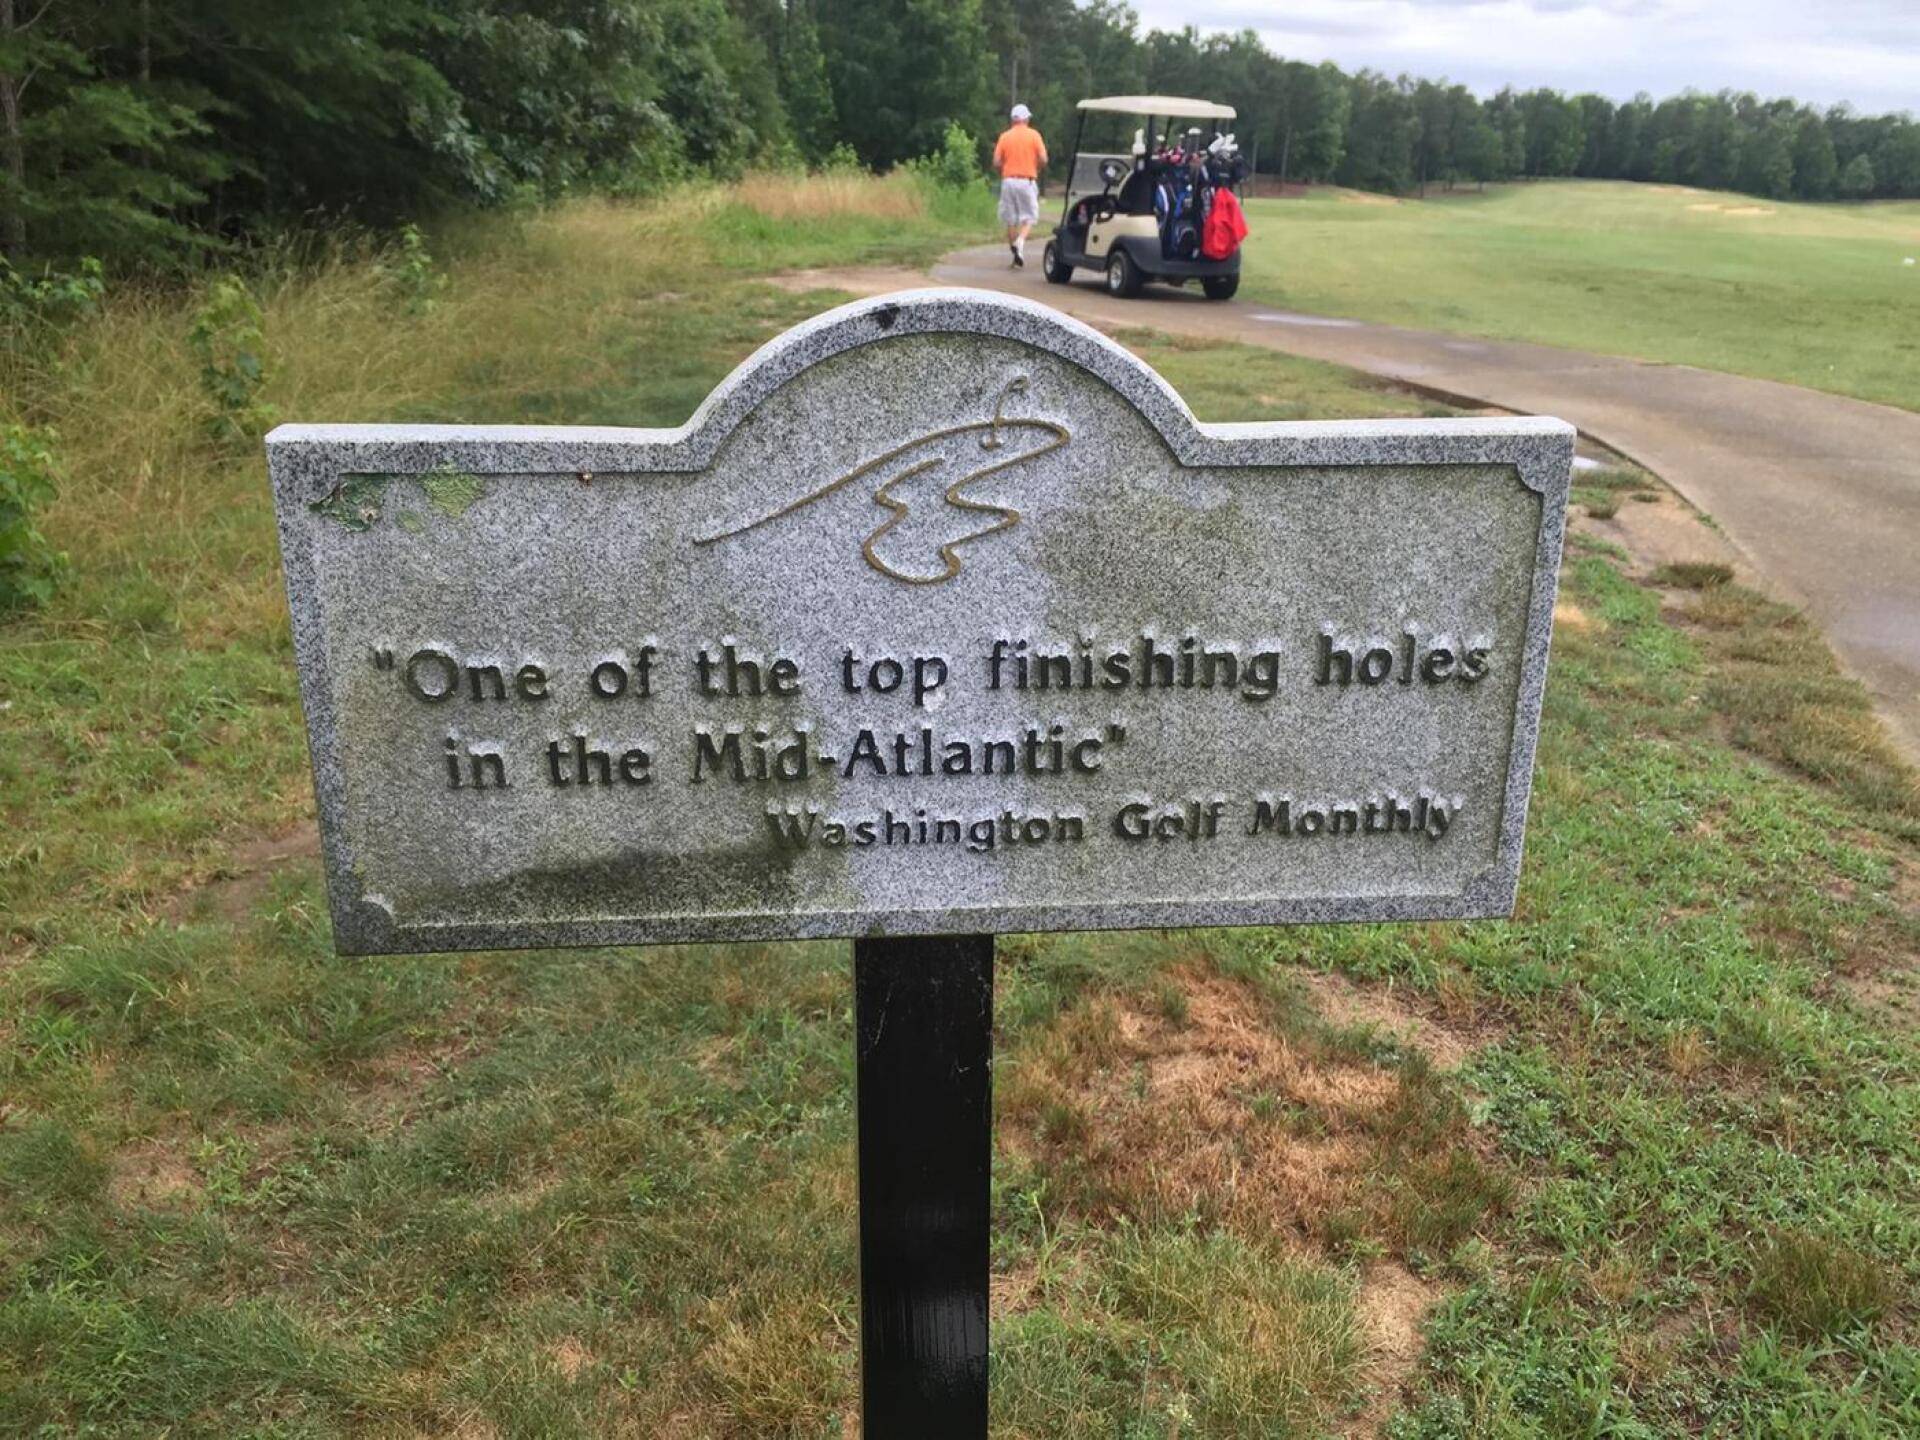 "One of the top finishing holes
in the Mid-Atlantic"
Washington Golf Monthly